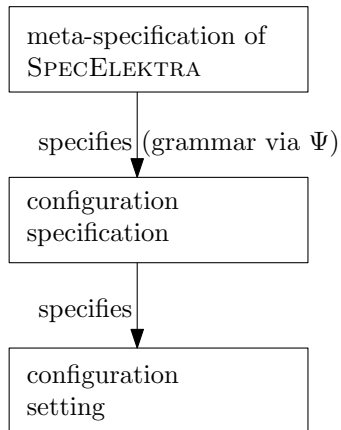 meta-specification of
SPECELEKTRA
specifies (grammar via Ψ)
configuration
specification
specifies
configuration
setting